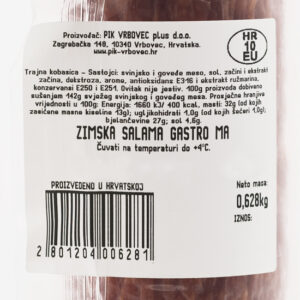 Proizvođač: PIK VRBOVEC plus d.o.o.
Zagrebačka 148, 10340 Vrbovec, Hrvatska.
www.pik-vrbovec.hr
HR
10
EU
Trajna kobasica - Sastojci: svinjsko i goveđe meso, sol, začini i ekstrakt
začina, dekstroza, arome, antioksidans E316 i ekstrakt ružmarina,
konzervansi E250 i E251. Ovitak nije jestiv. 100g proizvoda dobiveno
sušenjem 142g svježeg svinjskog i goveđeg mesa. Prosječne hranjive
vrijednosti u 100g: Energija: 1660 kJ/ 400 kcal, masti: 32g (od kojih
zasićene masne kiseline 13g); ugljikohidrati 1,0g (od kojih šećeri 1,0g);
bjelančevine 27g; sol 4,6g.
ZIMSKA SALAMA GASTRO MA
Čuvati na temperaturi do +4°C.
PROIZVEDENO U HRVATSKOJ
2 801204 006281
Neto masa:
0,628kg
IZNOS: